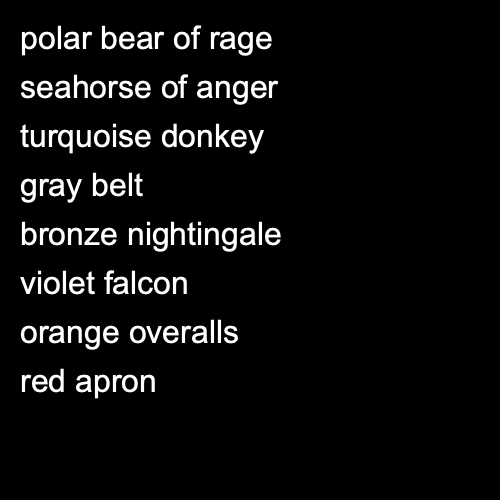 polar bear of rage
seahorse of anger
turquoise donkey
gray belt
bronze nightingale
violet falcon
orange overalls
red apron